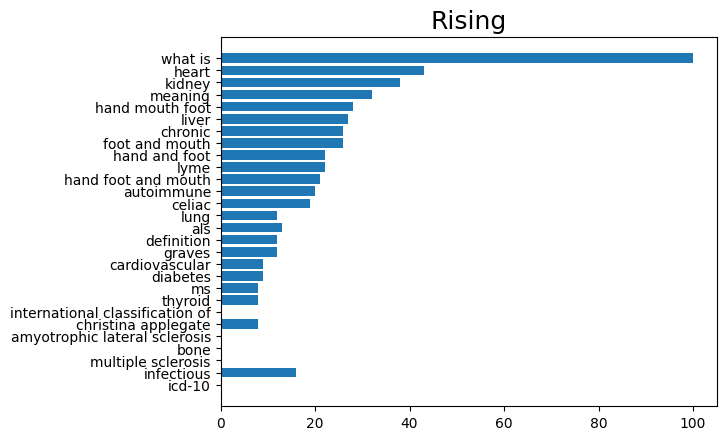 Rising
what is
heart
kidney
meaning
hand mouth foot
liver
chronic
foot and mouth
hand and foot
lyme
hand foot and mouth
autoimmune
celiac
lung
als
definition
graves
cardiovascular
diabetes
ms
thyroid
international classification of
christina applegate
amyotrophic lateral sclerosis
bone
multiple sclerosis
infectious
icd-10
0 20 40 60 80 100